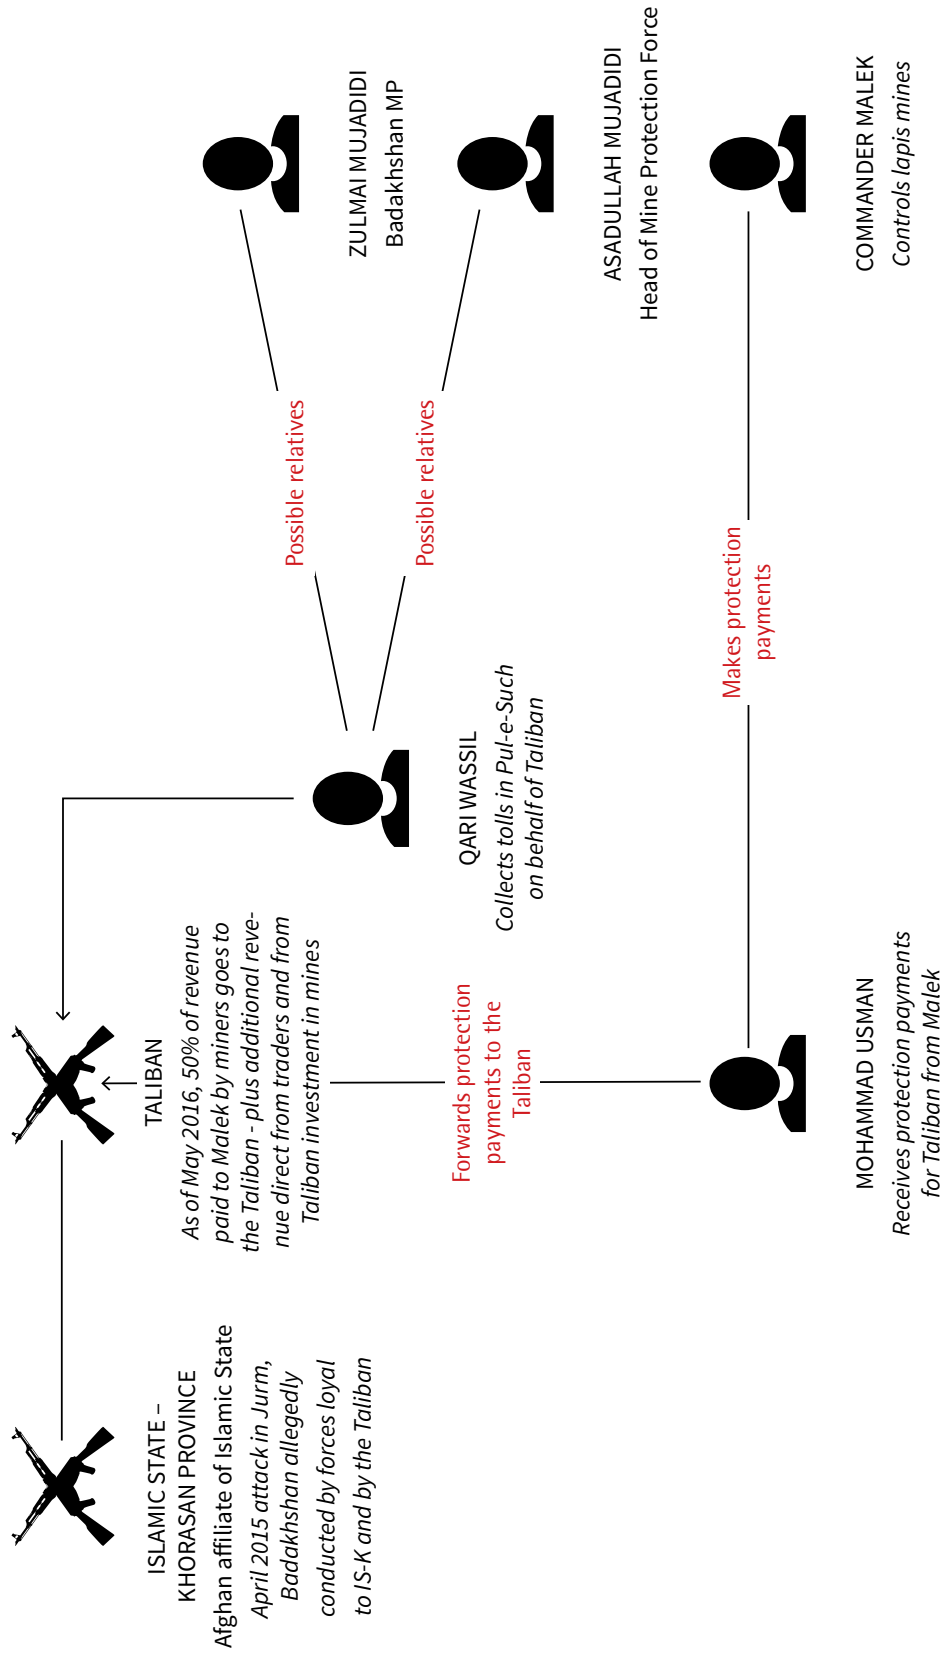 ISLAMIC STATE –
KHORASAN PROVINCE
Afghan affiliate of Islamic State
April 2015 attack in Jurm,
Badakhshan allegedly
conducted by forces loyal
to IS-K and by the Taliban
TALIBAN
As of May 2016, 50% of revenue
paid to Malek by miners goes to
the Taliban - plus additional reve-
nue direct from traders and from
Taliban investment in mines
Forwards protection
payments to the
Taliban
MOHAMMAD USMAN
Receives protection payments
for Taliban from Malek
QARI WASSIL
Collects tolls in Pul-e-Such
on behalf of Taliban
Possible relatives
Possible relatives
Makes protection
payments
ZULMAI MUJADIDI
Badakhshan MP
ASADULLAH MUJADIDI
Head of Mine Protection Force
COMMANDER MALEK
Controls lapis mines